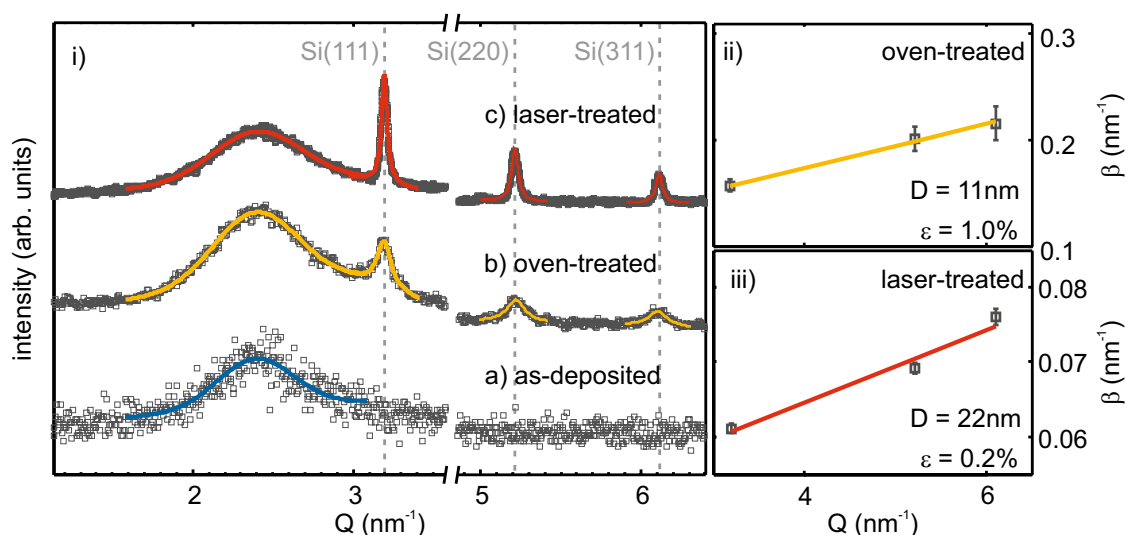 i)
Si(111)
Si(220)
Si(311)
c) laser-treated
b) oven-treated
a) as-deposited
intensity (arb. units)
2
3
5
6
Q (nm⁻¹)
ii)
oven-treated
D = 11nm
ε = 1.0%
0.3
0.2
0.1
β (nm⁻¹)
iii)
laser-treated
D = 22nm
ε = 0.2%
0.08
0.07
0.06
β (nm⁻¹)
4
6
Q (nm⁻¹)